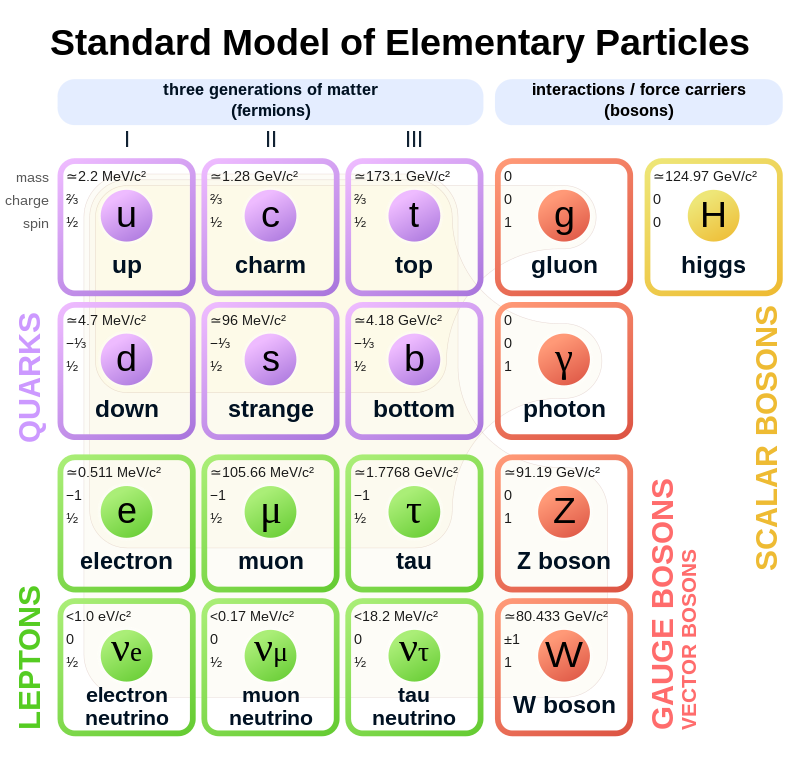 Standard Model of Elementary Particles
three generations of matter
(fermions)
interactions / force carriers
(bosons)
I
II
III
mass
charge
spin
≃2.2 MeV/c²
⅔
½
u
up
≃1.28 GeV/c²
⅔
½
c
charm
≃173.1 GeV/c²
⅔
½
t
top
0
0
1
g
gluon
≃124.97 GeV/c²
0
0
H
higgs
QUARKS
≃4.7 MeV/c²
−⅓
½
d
down
≃96 MeV/c²
−⅓
½
s
strange
≃4.18 GeV/c²
−⅓
½
b
bottom
0
0
1
γ
photon
SCALAR BOSONS
LEPTONS
≃0.511 MeV/c²
−1
½
e
electron
≃105.66 MeV/c²
−1
½
μ
muon
≃1.7768 GeV/c²
−1
½
τ
tau
≃91.19 GeV/c²
0
1
Z
Z boson
GAUGE BOSONS
VECTOR BOSONS
<1.0 eV/c²
0
½
νe
electron
neutrino
<0.17 MeV/c²
0
½
νμ
muon
neutrino
<18.2 MeV/c²
0
½
ντ
tau
neutrino
≃80.433 GeV/c²
±1
1
W
W boson